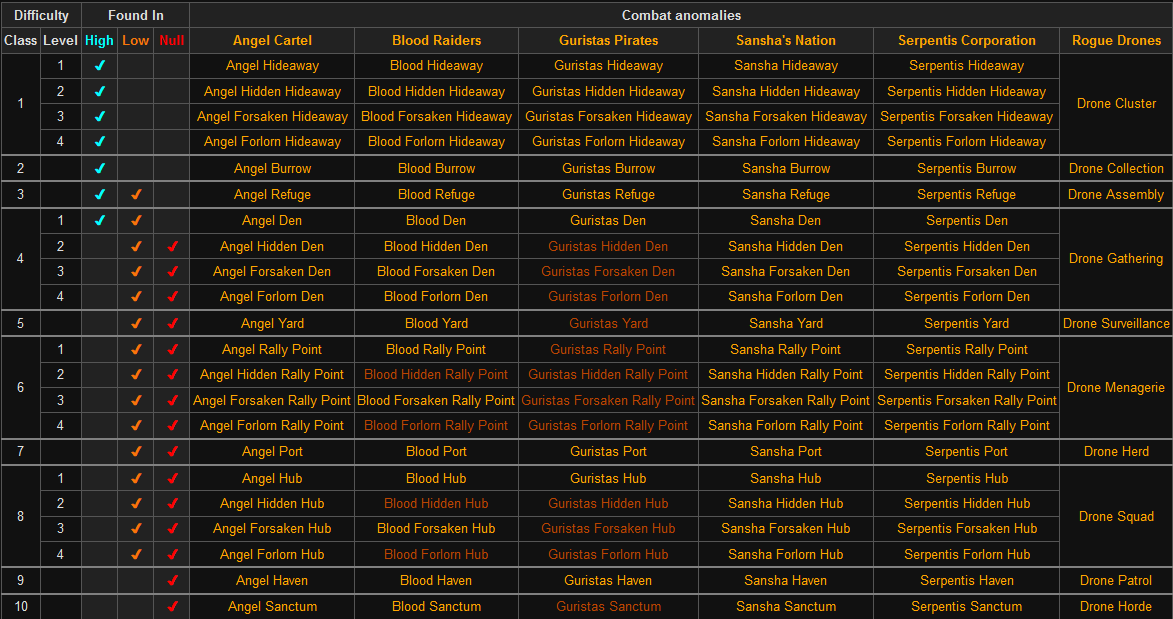 Difficulty Found In Combat anomalies
Class Level High Low Null Angel Cartel Blood Raiders Guristas Pirates Sansha's Nation Serpentis Corporation Rogue Drones
1 ✔ Angel Hideaway Blood Hideaway Guristas Hideaway Sansha Hideaway Serpentis Hideaway
2 ✔ Angel Hidden Hideaway Blood Hidden Hideaway Guristas Hidden Hideaway Sansha Hidden Hideaway Serpentis Hidden Hideaway
1 Drone Cluster
3 ✔ Angel Forsaken Hideaway Blood Forsaken Hideaway Guristas Forsaken Hideaway Sansha Forsaken Hideaway Serpentis Forsaken Hideaway
4 ✔ Angel Forlorn Hideaway Blood Forlorn Hideaway Guristas Forlorn Hideaway Sansha Forlorn Hideaway Serpentis Forlorn Hideaway
2 ✔ Angel Burrow Blood Burrow Guristas Burrow Sansha Burrow Serpentis Burrow Drone Collection
3 ✔ ✔ Angel Refuge Blood Refuge Guristas Refuge Sansha Refuge Serpentis Refuge Drone Assembly
1 ✔ ✔ Angel Den Blood Den Guristas Den Sansha Den Serpentis Den
2 ✔ ✔ Angel Hidden Den Blood Hidden Den Guristas Hidden Den Sansha Hidden Den Serpentis Hidden Den
4 Drone Gathering
3 ✔ ✔ Angel Forsaken Den Blood Forsaken Den Guristas Forsaken Den Sansha Forsaken Den Serpentis Forsaken Den
4 ✔ ✔ Angel Forlorn Den Blood Forlorn Den Guristas Forlorn Den Sansha Forlorn Den Serpentis Forlorn Den
5 ✔ ✔ Angel Yard Blood Yard Guristas Yard Sansha Yard Serpentis Yard Drone Surveillance
1 ✔ ✔ Angel Rally Point Blood Rally Point Guristas Rally Point Sansha Rally Point Serpentis Rally Point
2 ✔ ✔ Angel Hidden Rally Point Blood Hidden Rally Point Guristas Hidden Rally Point Sansha Hidden Rally Point Serpentis Hidden Rally Point
6 Drone Menagerie
3 ✔ ✔ Angel Forsaken Rally Point Blood Forsaken Rally Point Guristas Forsaken Rally Point Sansha Forsaken Rally Point Serpentis Forsaken Rally Point
4 ✔ ✔ Angel Forlorn Rally Point Blood Forlorn Rally Point Guristas Forlorn Rally Point Sansha Forlorn Rally Point Serpentis Forlorn Rally Point
7 ✔ ✔ Angel Port Blood Port Guristas Port Sansha Port Serpentis Port Drone Herd
1 ✔ ✔ Angel Hub Blood Hub Guristas Hub Sansha Hub Serpentis Hub
2 ✔ ✔ Angel Hidden Hub Blood Hidden Hub Guristas Hidden Hub Sansha Hidden Hub Serpentis Hidden Hub
8 Drone Squad
3 ✔ ✔ Angel Forsaken Hub Blood Forsaken Hub Guristas Forsaken Hub Sansha Forsaken Hub Serpentis Forsaken Hub
4 ✔ ✔ Angel Forlorn Hub Blood Forlorn Hub Guristas Forlorn Hub Sansha Forlorn Hub Serpentis Forlorn Hub
9 ✔ Angel Haven Blood Haven Guristas Haven Sansha Haven Serpentis Haven Drone Patrol
10 ✔ Angel Sanctum Blood Sanctum Guristas Sanctum Sansha Sanctum Serpentis Sanctum Drone Horde